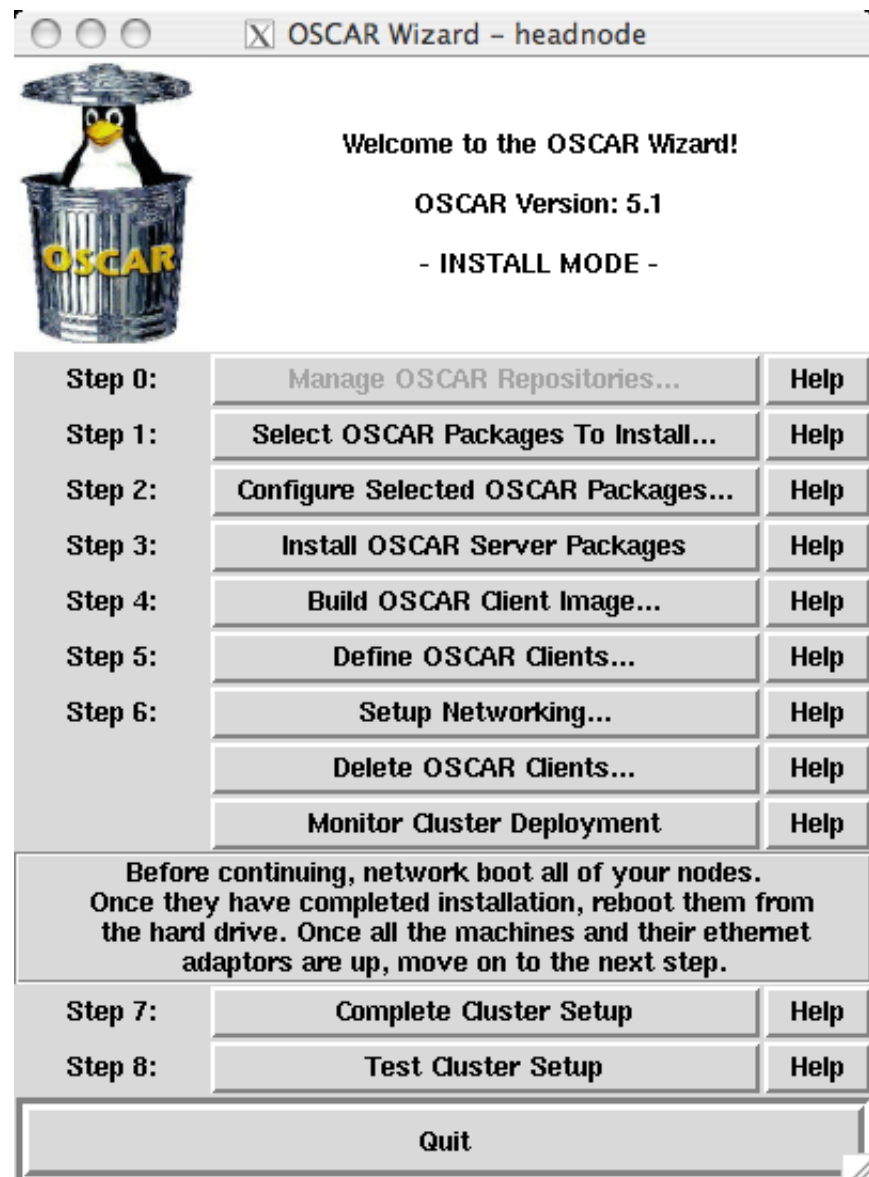 X OSCAR Wizard – headnode
OSCAR
Welcome to the OSCAR Wizard!
OSCAR Version: 5.1
- INSTALL MODE -
Step 0: Manage OSCAR Repositories... Help
Step 1: Select OSCAR Packages To Install... Help
Step 2: Configure Selected OSCAR Packages... Help
Step 3: Install OSCAR Server Packages Help
Step 4: Build OSCAR Client Image... Help
Step 5: Define OSCAR Clients... Help
Step 6: Setup Networking... Help
Delete OSCAR Clients... Help
Monitor Cluster Deployment Help
Before continuing, network boot all of your nodes.
Once they have completed installation, reboot them from
the hard drive. Once all the machines and their ethernet
adaptors are up, move on to the next step.
Step 7: Complete Cluster Setup Help
Step 8: Test Cluster Setup Help
Quit